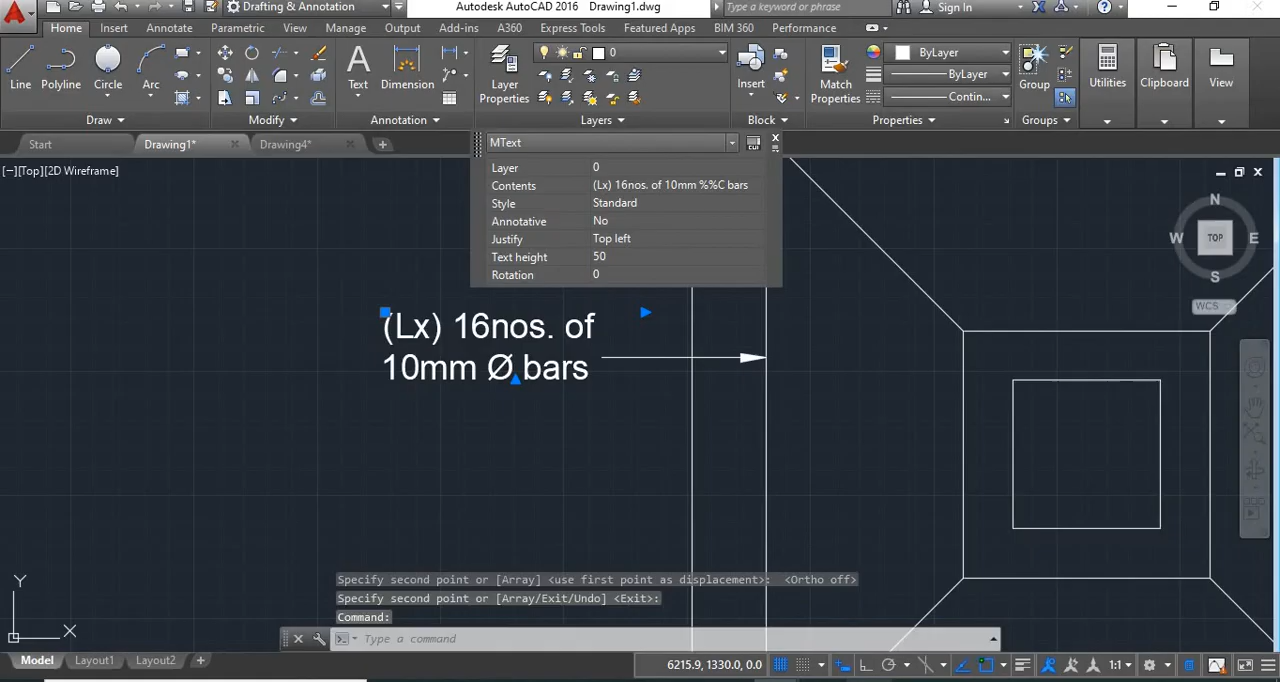 Drafting & Annotation
Autodesk AutoCAD 2016 Drawing1.dwg
Type a keyword or phrase
Sign In
Home Insert Annotate Parametric View Manage Output Add-ins A360 Express Tools Featured Apps BIM 360 Performance
Line Polyline Circle Arc
Text Dimension
Layer Properties
0
Insert
Match Properties
ByLayer
ByLayer
Contin...
Group
Utilities Clipboard View
Draw Modify Annotation Layers Block Properties Groups
Start Drawing1* Drawing4*
MText
[−][Top][2D Wireframe]
Layer 0
Contents (Lx) 16nos. of 10mm %%C bars
Style Standard
Annotative No
Justify Top left
Text height 50
Rotation 0
N
W TOP E
S
WCS
(Lx) 16nos. of
10mm Ø bars
Specify second point or [Array] <use first point as displacement>: <Ortho off>
Specify second point or [Array/Exit/Undo] <Exit>:
Command:
Type a command
Y
X
Model Layout1 Layout2
6215.9, 1330.0, 0.0
1:1